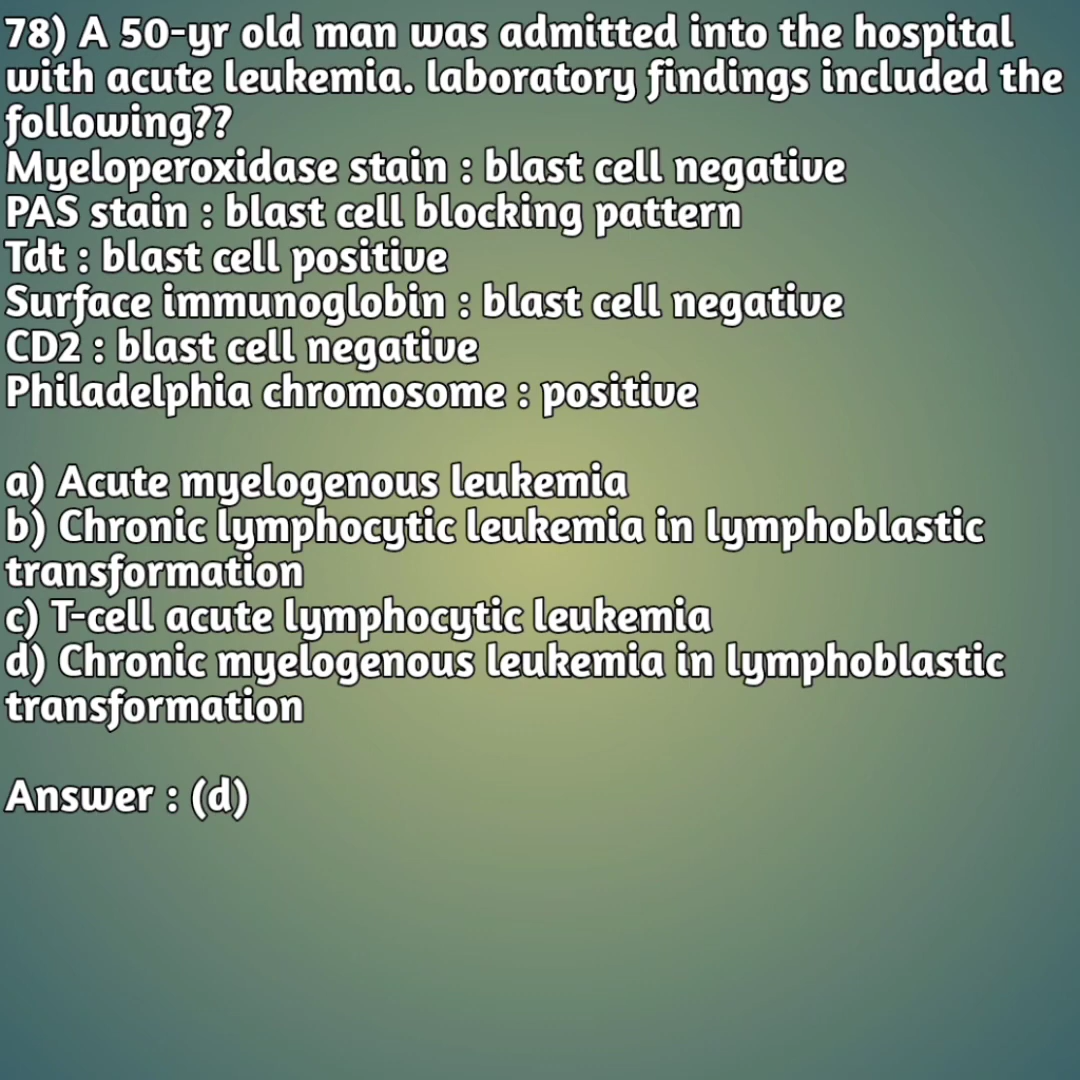 78) A 50-yr old man was admitted into the hospital
with acute leukemia. laboratory findings included the
following??
Myeloperoxidase stain : blast cell negative
PAS stain : blast cell blocking pattern
Tdt : blast cell positive
Surface immunoglobin : blast cell negative
CD2 : blast cell negative
Philadelphia chromosome : positive
a) Acute myelogenous leukemia
b) Chronic lymphocytic leukemia in lymphoblastic
transformation
c) T-cell acute lymphocytic leukemia
d) Chronic myelogenous leukemia in lymphoblastic
transformation
Answer : (d)